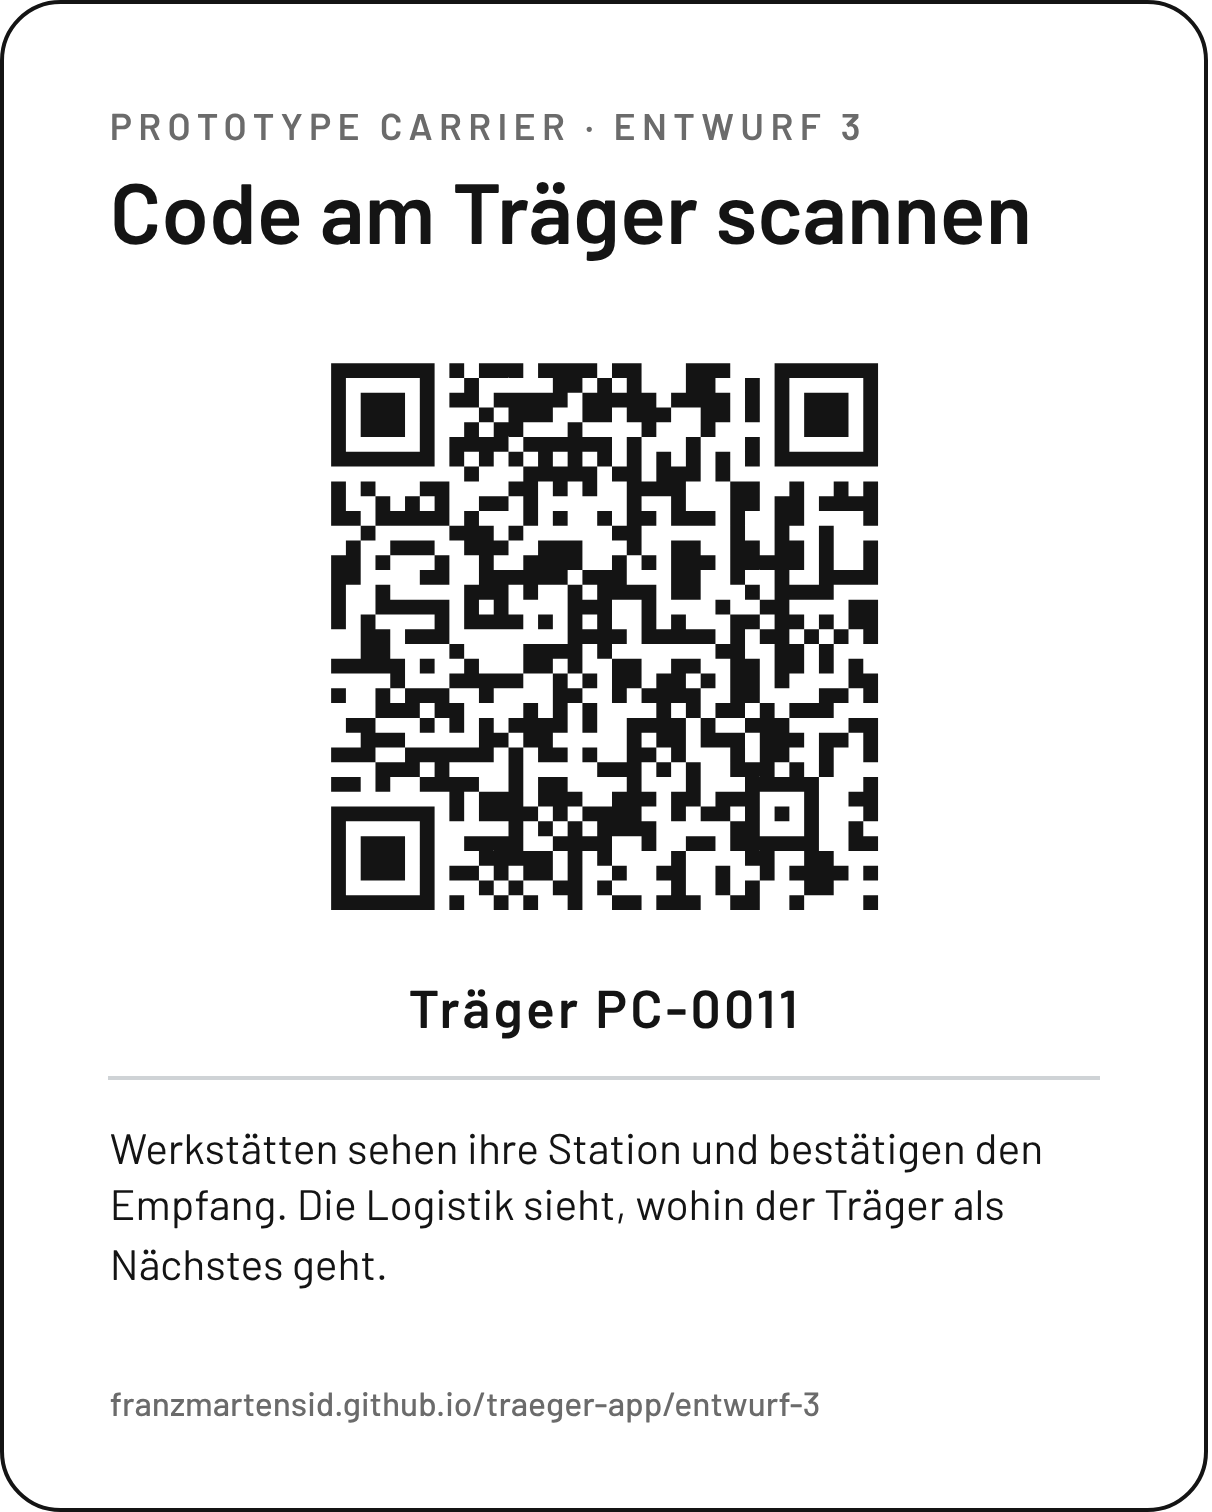 PROTOTYPE CARRIER · ENTWURF 3
Code am Träger scannen
Träger PC-0011
Werkstätten sehen ihre Station und bestätigen den
Empfang. Die Logistik sieht, wohin der Träger als
Nächstes geht.
franzmartensid.github.io/traeger-app/entwurf-3